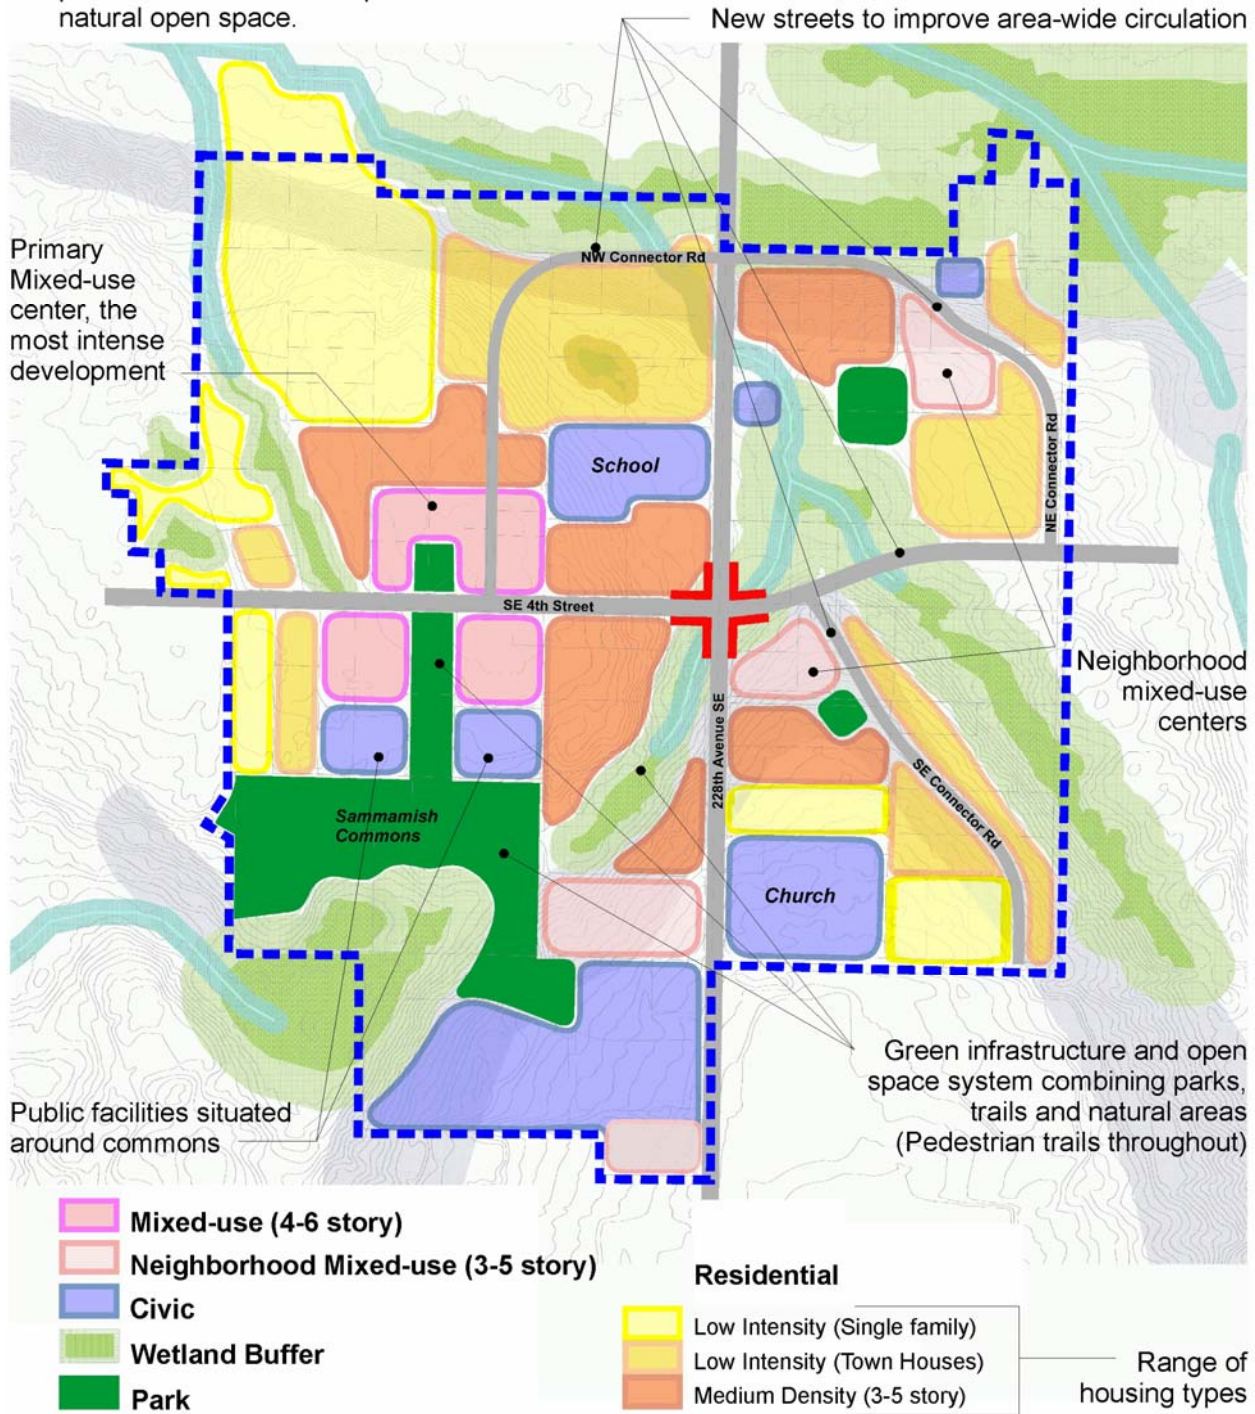 natural open space.
New streets to improve area-wide circulation
Primary
Mixed-use
center, the
most intense
development
NW Connector Rd
School
NE Connector Rd
SE 4th Street
Neighborhood
mixed-use
centers
228th Avenue SE
SE Connector Rd
Sammamish
Commons
Church
Green infrastructure and open
space system combining parks,
trails and natural areas
(Pedestrian trails throughout)
Public facilities situated
around commons
Mixed-use (4-6 story)
Neighborhood Mixed-use (3-5 story)
Civic
Wetland Buffer
Park
Residential
Low Intensity (Single family)
Low Intensity (Town Houses)
Medium Density (3-5 story)
Range of
housing types